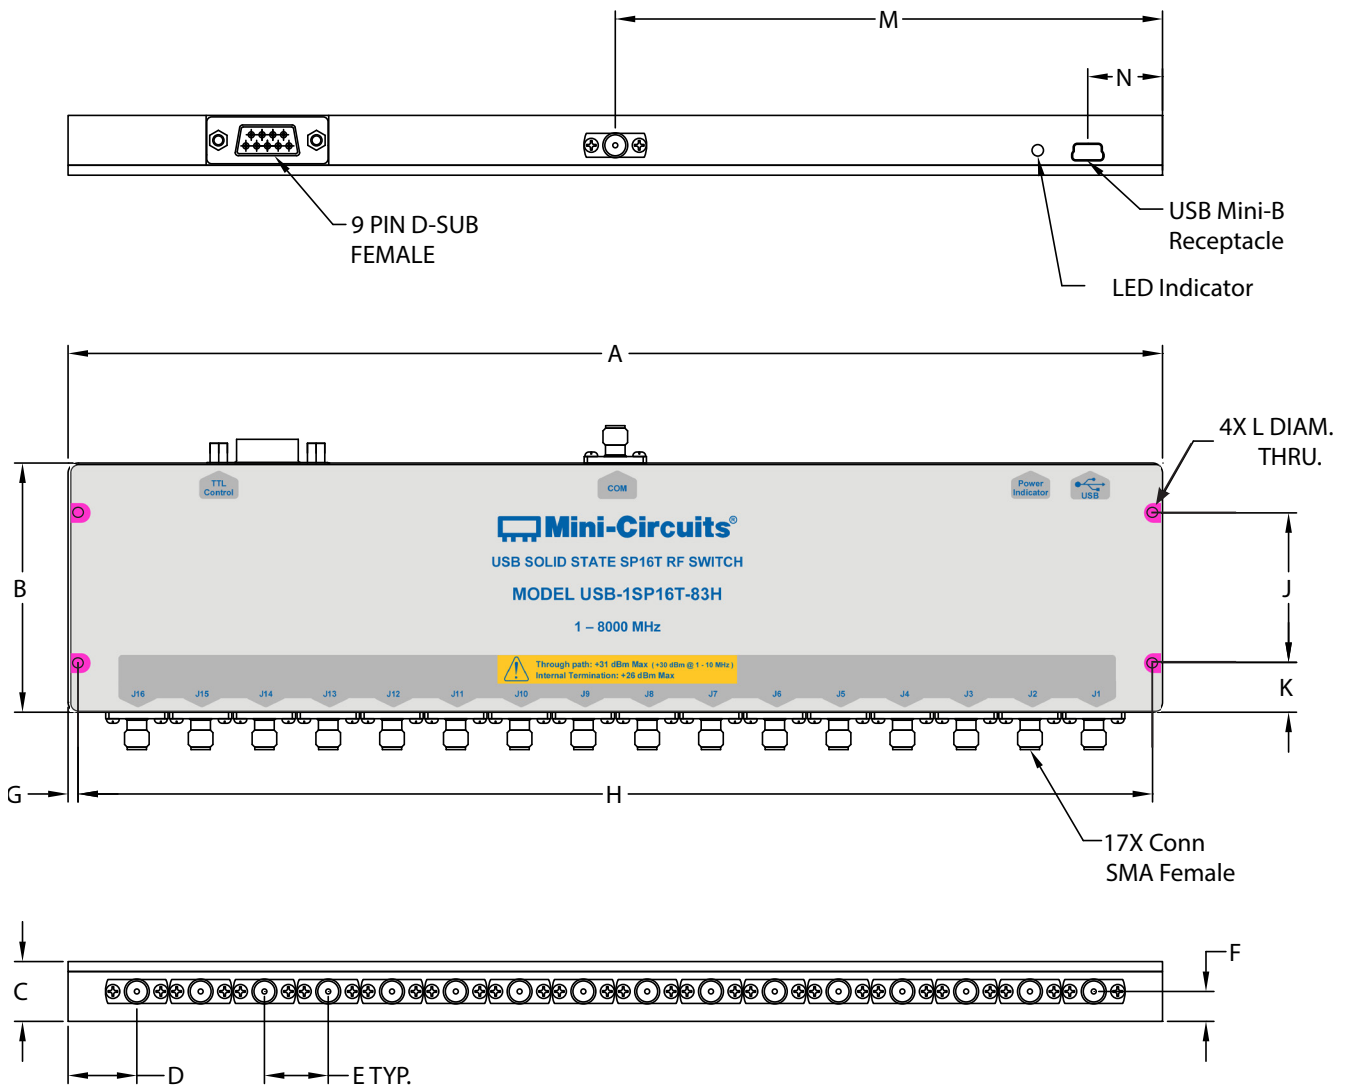 M
N
9 PIN D-SUB
FEMALE
USB Mini-B
Receptacle
LED Indicator
A
4X L DIAM.
THRU.
TTL
Control
COM
Power
Indicator
USB
Mini-Circuits®
USB SOLID STATE SP16T RF SWITCH
MODEL USB-1SP16T-83H
1 – 8000 MHz
B
J
Through path: +31 dBm Max ( +30 dBm @ 1 - 10 MHz )
Internal Termination: +26 dBm Max
J16 J15 J14 J13 J12 J11 J10 J9 J8 J7 J6 J5 J4 J3 J2 J1
K
G
H
17X Conn
SMA Female
F
C
D
E TYP.